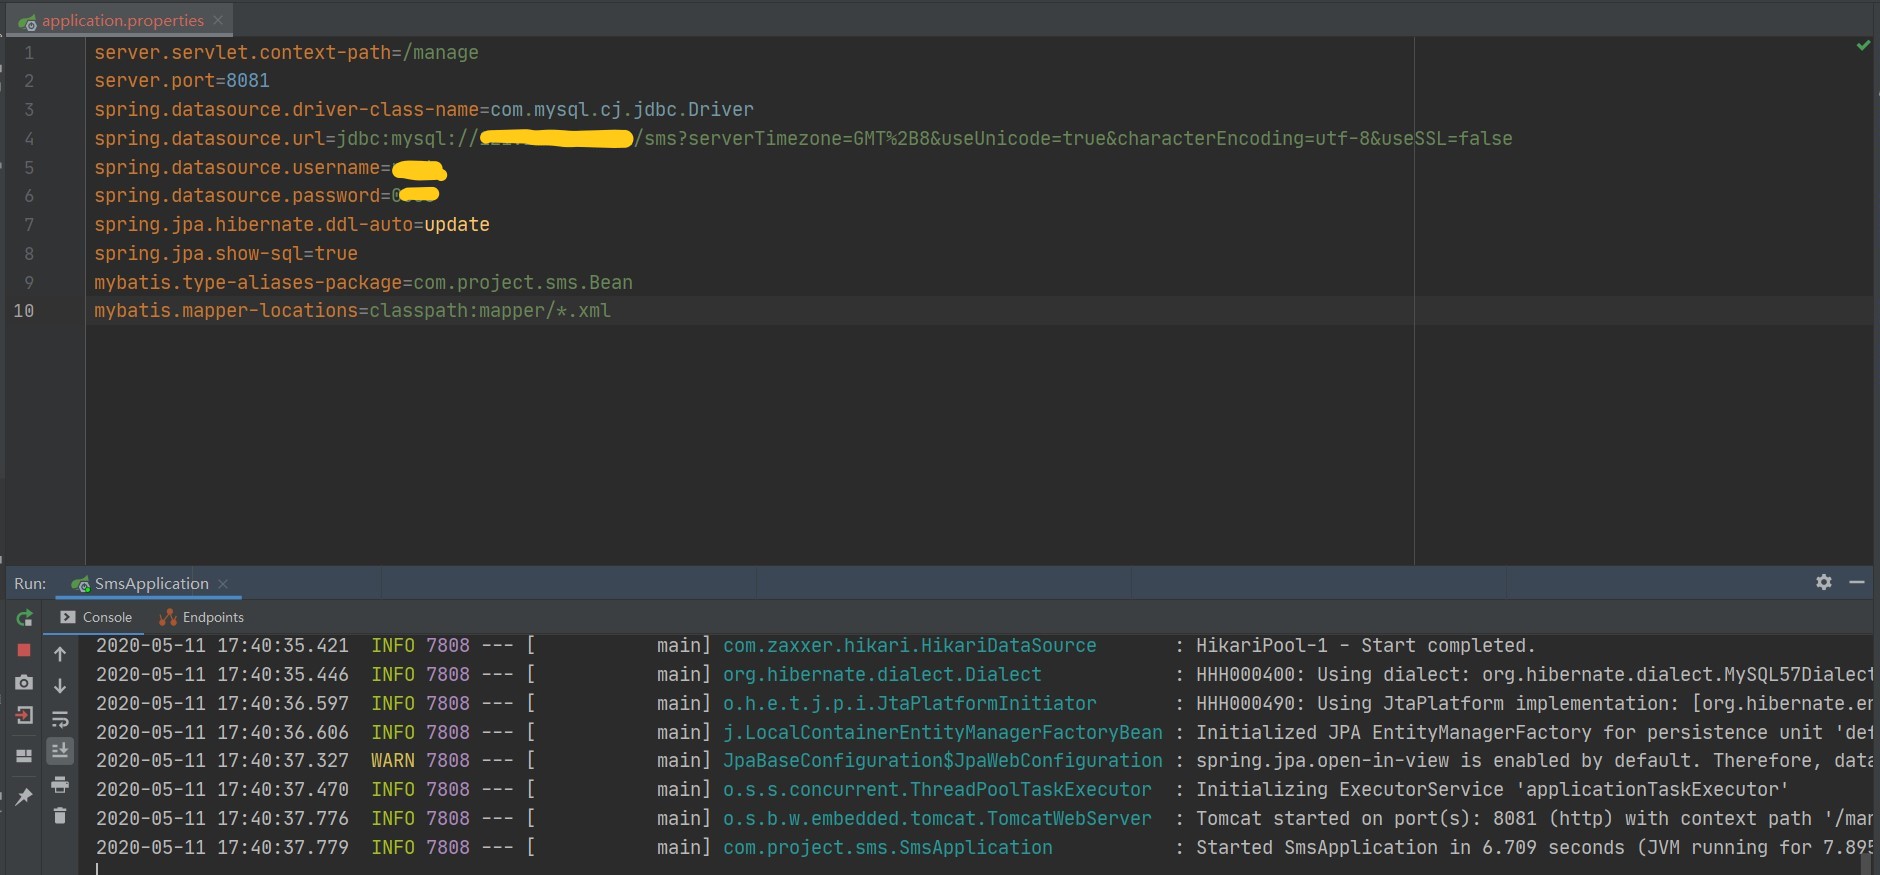 application.properties
1 server.servlet.context-path=/manage
2 server.port=8081
3 spring.datasource.driver-class-name=com.mysql.cj.jdbc.Driver
4 spring.datasource.url=jdbc:mysql:///sms?serverTimezone=GMT%2B8&useUnicode=true&characterEncoding=utf-8&useSSL=false
5 spring.datasource.username=
6 spring.datasource.password=0
7 spring.jpa.hibernate.ddl-auto=update
8 spring.jpa.show-sql=true
9 mybatis.type-aliases-package=com.project.sms.Bean
10 mybatis.mapper-locations=classpath:mapper/*.xml
Run: SmsApplication
Console Endpoints
2020-05-11 17:40:35.421 INFO 7808 --- [ main] com.zaxxer.hikari.HikariDataSource : HikariPool-1 - Start completed.
2020-05-11 17:40:35.446 INFO 7808 --- [ main] org.hibernate.dialect.Dialect : HHH000400: Using dialect: org.hibernate.dialect.MySQL57Dialect
2020-05-11 17:40:36.597 INFO 7808 --- [ main] o.h.e.t.j.p.i.JtaPlatformInitiator : HHH000490: Using JtaPlatform implementation: [org.hibernate.en
2020-05-11 17:40:36.606 INFO 7808 --- [ main] j.LocalContainerEntityManagerFactoryBean : Initialized JPA EntityManagerFactory for persistence unit 'def
2020-05-11 17:40:37.327 WARN 7808 --- [ main] JpaBaseConfiguration$JpaWebConfiguration : spring.jpa.open-in-view is enabled by default. Therefore, data
2020-05-11 17:40:37.470 INFO 7808 --- [ main] o.s.s.concurrent.ThreadPoolTaskExecutor : Initializing ExecutorService 'applicationTaskExecutor'
2020-05-11 17:40:37.776 INFO 7808 --- [ main] o.s.b.w.embedded.tomcat.TomcatWebServer : Tomcat started on port(s): 8081 (http) with context path '/man
2020-05-11 17:40:37.779 INFO 7808 --- [ main] com.project.sms.SmsApplication : Started SmsApplication in 6.709 seconds (JVM running for 7.895